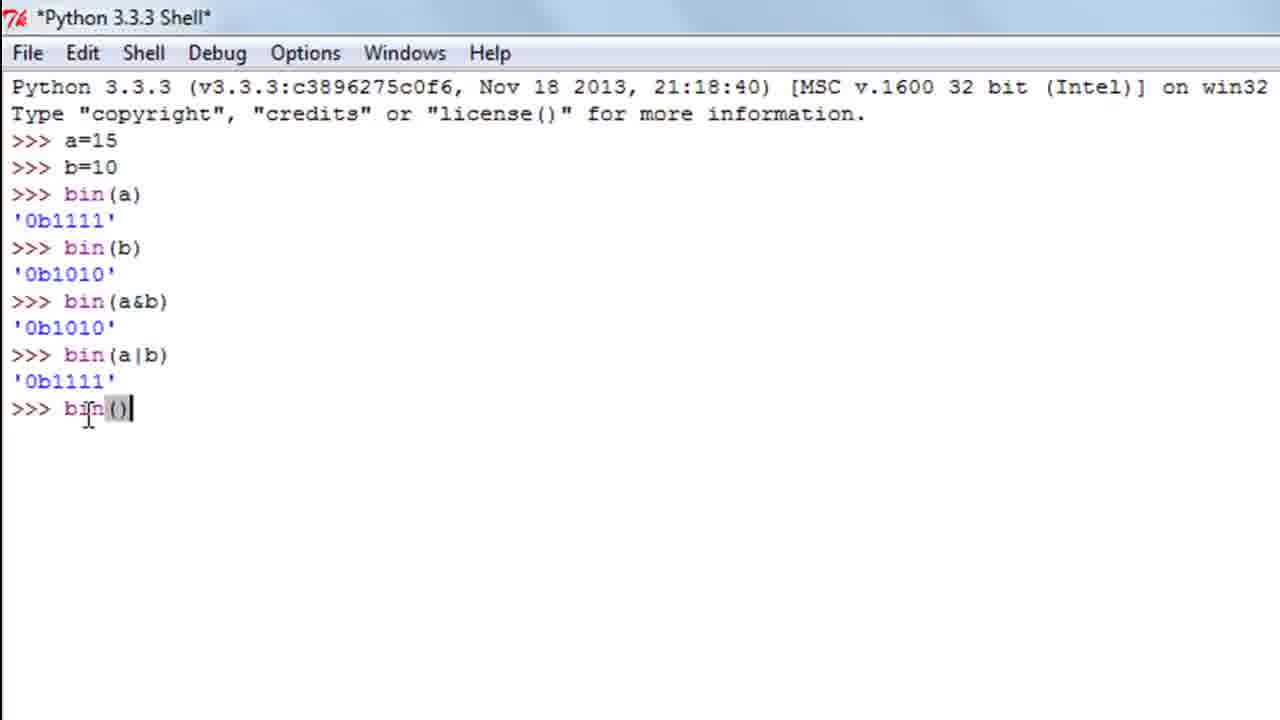 *Python 3.3.3 Shell*
File Edit Shell Debug Options Windows Help
Python 3.3.3 (v3.3.3:c3896275c0f6, Nov 18 2013, 21:18:40) [MSC v.1600 32 bit (Intel)] on win32
Type "copyright", "credits" or "license()" for more information.
>>> a=15
>>> b=10
>>> bin(a)
'0b1111'
>>> bin(b)
'0b1010'
>>> bin(a&b)
'0b1010'
>>> bin(a|b)
'0b1111'
>>> bin()